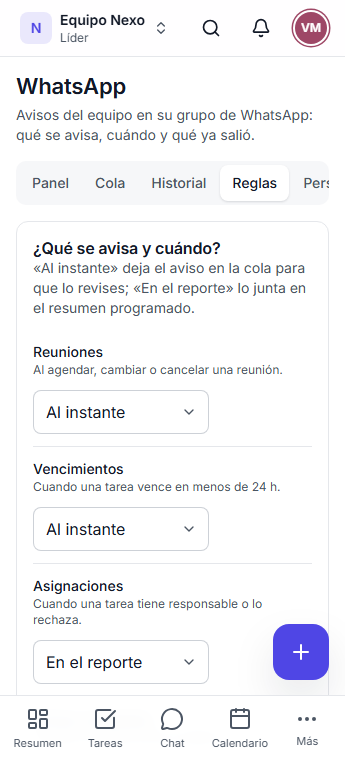 N
Equipo Nexo
Líder
VM
WhatsApp
Avisos del equipo en su grupo de WhatsApp:
qué se avisa, cuándo y qué ya salió.
Panel Cola Historial Reglas Pers
¿Qué se avisa y cuándo?
«Al instante» deja el aviso en la cola para
que lo revises; «En el reporte» lo junta en
el resumen programado.
Reuniones
Al agendar, cambiar o cancelar una reunión.
Al instante
Vencimientos
Cuando una tarea vence en menos de 24 h.
Al instante
Asignaciones
Cuando una tarea tiene responsable o lo
rechaza.
En el reporte
Resumen Tareas Chat Calendario Más